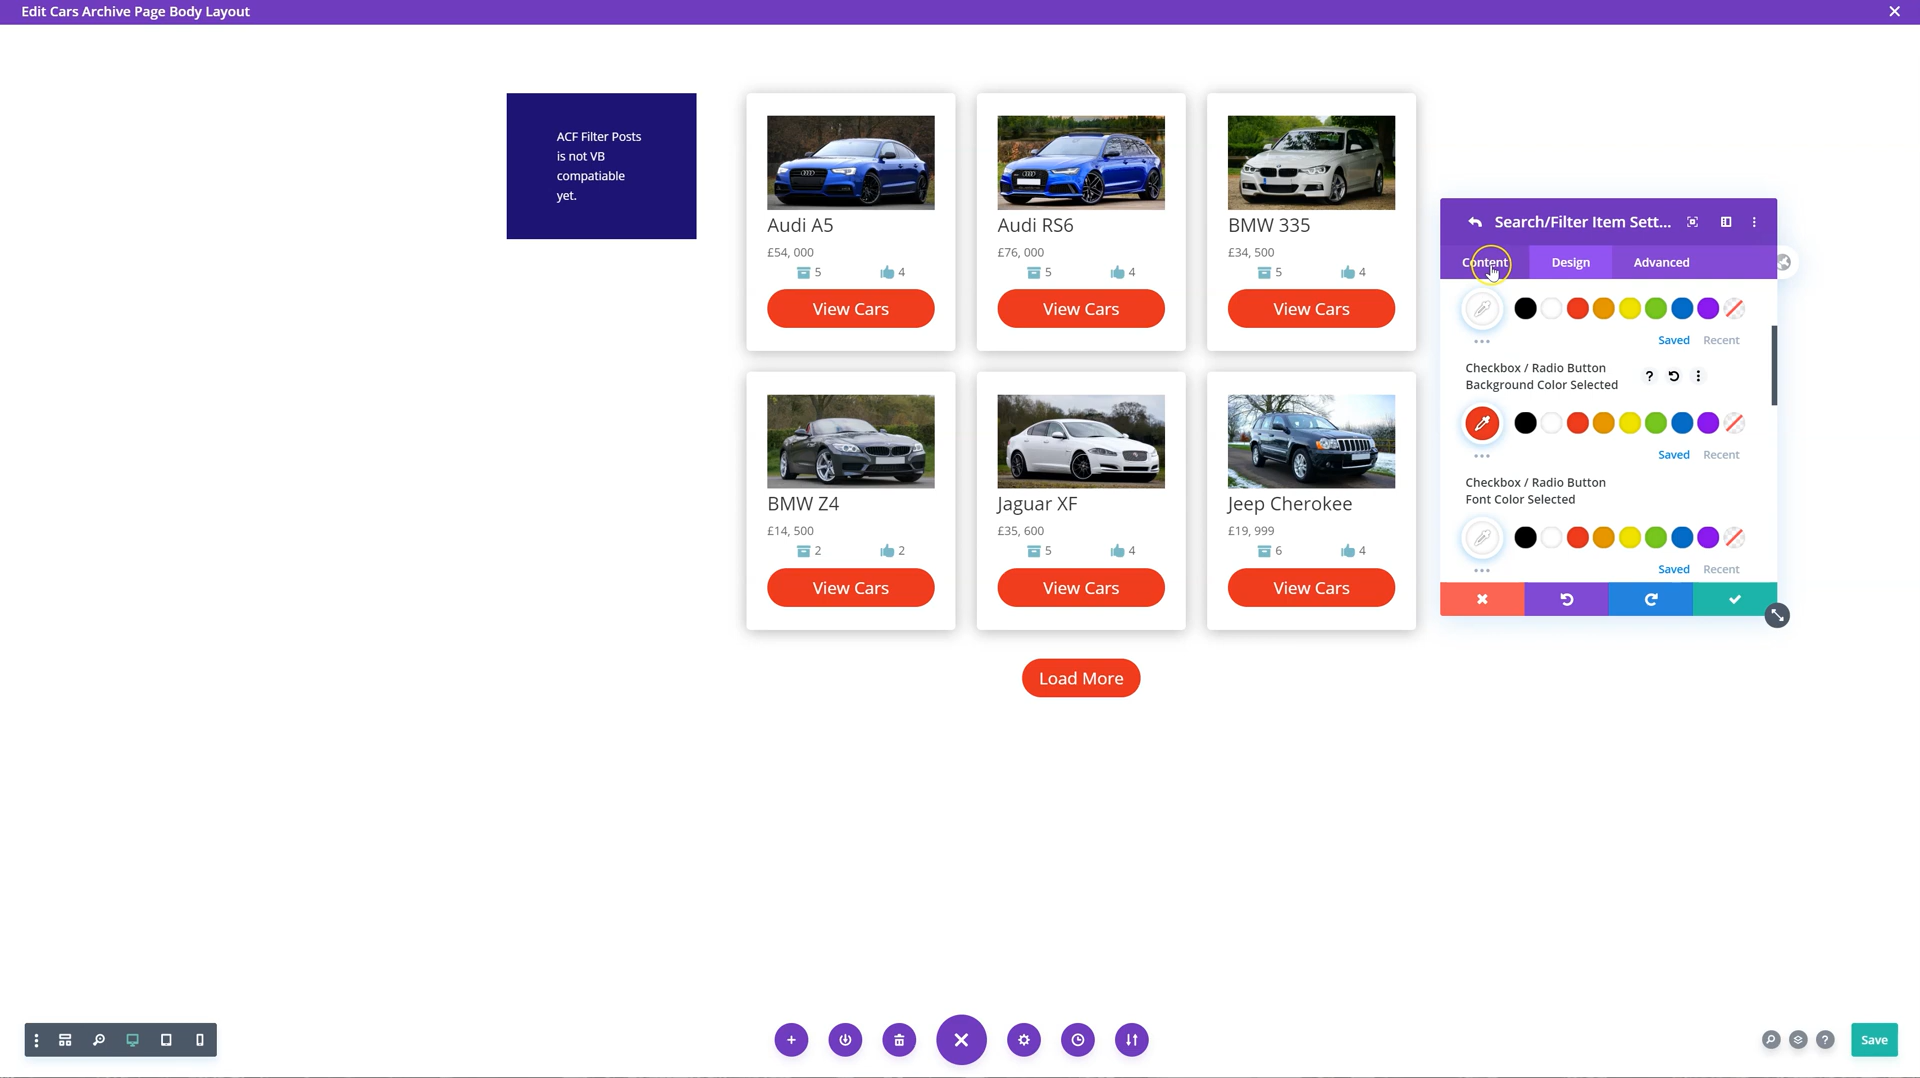 Edit Cars Archive Page Body Layout
ACF Filter Posts
is not VB
compatiable
yet.
Audi A5
£54, 000
5
4
View Cars
Audi RS6
£76, 000
5
4
View Cars
BMW 335
£34, 500
5
4
View Cars
BMW Z4
£14, 500
2
2
View Cars
Jaguar XF
£35, 600
5
4
View Cars
Jeep Cherokee
£19, 999
6
4
View Cars
Load More
Search/Filter Item Sett...
Content
Design
Advanced
Saved
Recent
Checkbox / Radio Button
Background Color Selected
?
Saved
Recent
Checkbox / Radio Button
Font Color Selected
Saved
Recent
?
Save